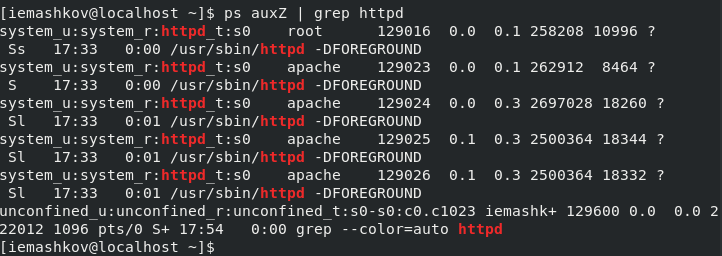 [iemashkov@localhost ~]$ ps auxZ | grep httpd
system_u:system_r:httpd_t:s0    root      129016  0.0  0.1 258208 10996 ?
 Ss   17:33   0:00 /usr/sbin/httpd -DFOREGROUND
system_u:system_r:httpd_t:s0    apache    129023  0.0  0.1 262912  8464 ?
 S    17:33   0:00 /usr/sbin/httpd -DFOREGROUND
system_u:system_r:httpd_t:s0    apache    129024  0.0  0.3 2697028 18260 ?
 Sl   17:33   0:01 /usr/sbin/httpd -DFOREGROUND
system_u:system_r:httpd_t:s0    apache    129025  0.1  0.3 2500364 18344 ?
 Sl   17:33   0:01 /usr/sbin/httpd -DFOREGROUND
system_u:system_r:httpd_t:s0    apache    129026  0.1  0.3 2500364 18332 ?
 Sl   17:33   0:01 /usr/sbin/httpd -DFOREGROUND
unconfined_u:unconfined_r:unconfined_t:s0-s0:c0.c1023 iemashk+ 129600 0.0  0.0 2
22012 1096 pts/0 S+ 17:54   0:00 grep --color=auto httpd
[iemashkov@localhost ~]$